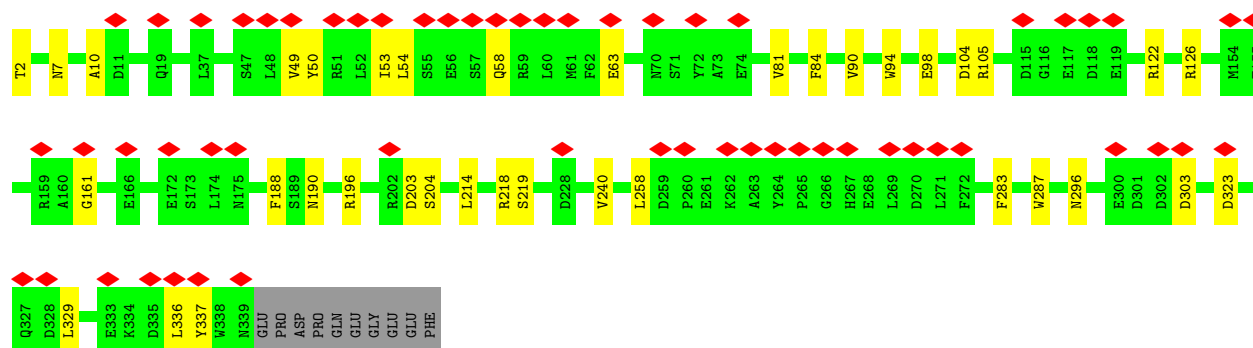 T2 N7 A10 D11 Q19 L37 S47 L48 V49 Y50 R51 L52 I53 L54 S55 E56 S57 Q58 R59 L60 M61 F62 E63 N70 S71 Y72 A73 E74 V81 F84 V90 W94 E98 D104 R105 D115 G116 E117 D118 E119 R122 R126 M154
R159 A160 G161 E166 E172 S173 L174 N175 F188 S189 N190 R196 R202 D203 S204 L214 R218 S219 D228 V240 L258 D259 P260 E261 K262 A263 Y264 P265 G266 H267 E268 L269 D270 L271 F272 F283 W287 N296 E300 D301 D302 D303 D323
Q327 D328 L329 E333 K334 D335 L336 Y337 W338 N339 GLU PRO ASP PRO GLN GLU GLY GLU GLU PHE